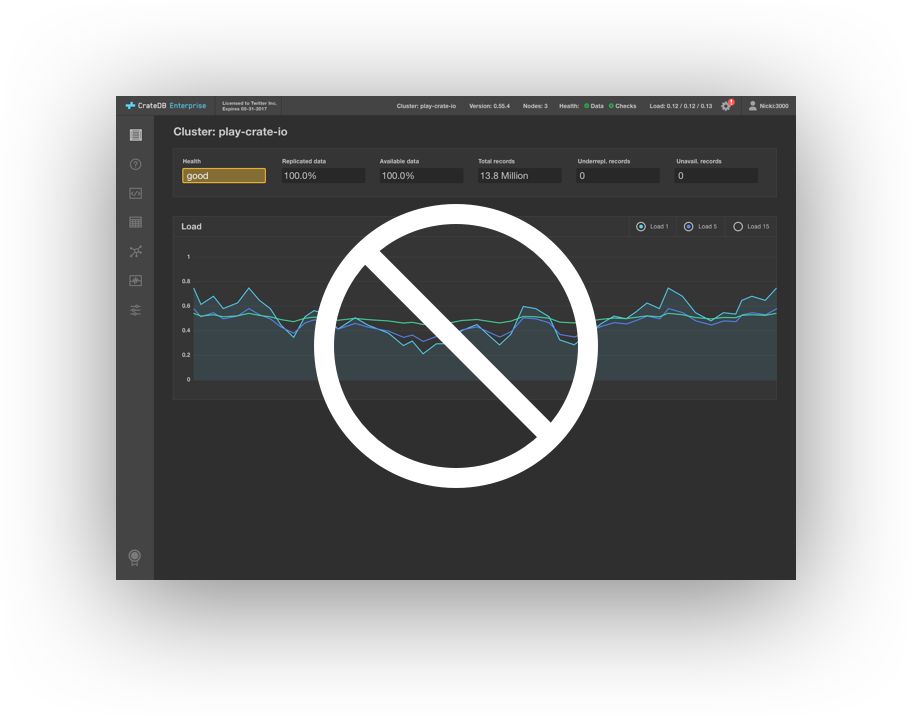 CrateDB Enterprise
Licensed to Twitter Inc.
Expires 05-31-2017
Cluster: play-crate-io Version: 0.55.4 Nodes: 3 Health: Data Checks Load: 0.12 / 0.12 / 0.13 Nicki:3000
Cluster: play-crate-io
Health Replicated data Available data Total records Underrepl. records Unavail. records
good 100.0% 100.0% 13.8 Million 0 0
Load Load 1 Load 5 Load 15
1
0.8
0.6
0.4
0.2
0